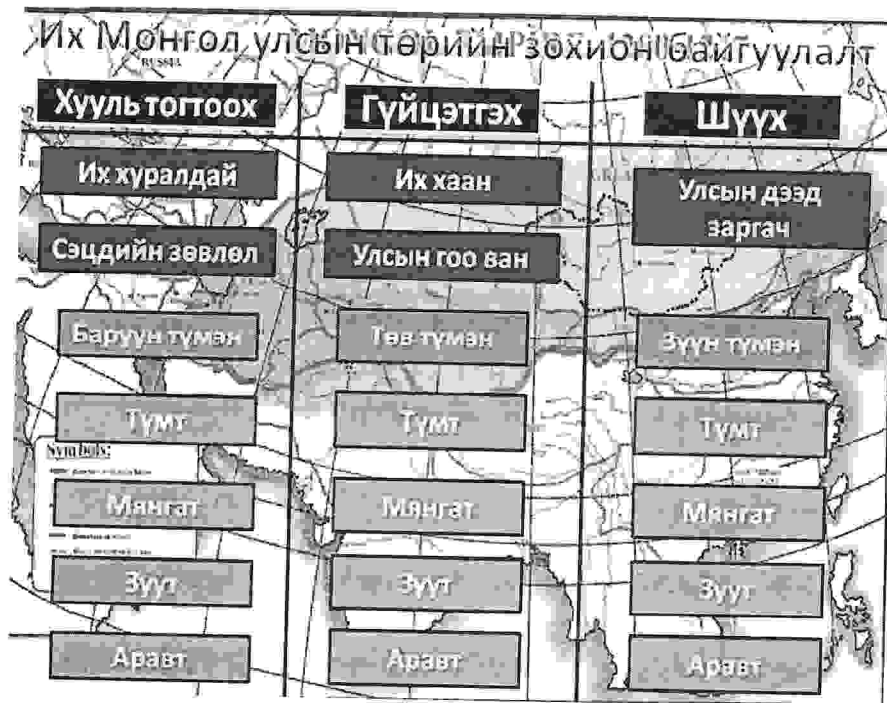 Их Монгол улсын төрийн зохион байгуулалт
RUSSIA
Хууль тогтоох
Гүйцэтгэх
Шүүх
Их хуралдай
Их хаан
Улсын дээд
заргач
Сэцдийн зөвлөл
Улсын гоо ван
Баруун түмэн
Төв түмэн
Зүүн түмэн
Түмт
Түмт
Түмт
Symbols:
Мянгат
Мянгат
Мянгат
Зуут
Зуут
Зуут
Аравт
Аравт
Аравт